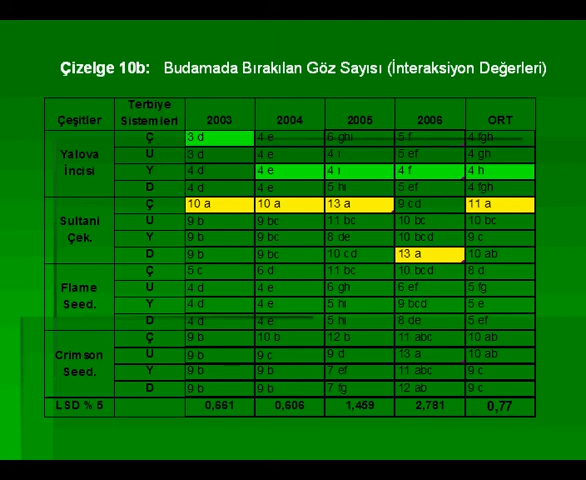 Çizelge 10b: Budamada Bırakılan Göz Sayısı (İnteraksiyon Değerleri)
Çeşitler Terbiye Sistemleri 2003 2004 2005 2006 ORT
Yalova İncisi Ç 3 d 4 e 6 ghı 5 f 4 fgh
U 3 d 4 e 4 ı 5 ef 4 gh
Y 4 d 4 e 4 ı 4 f 4 h
D 4 d 4 e 5 hı 5 ef 4 fgh
Sultani Çek. Ç 10 a 10 a 13 a 9 cd 11 a
U 9 b 9 bc 11 bc 10 bc 10 bc
Y 9 b 9 bc 8 de 10 bcd 9 c
D 9 b 9 bc 10 cd 13 a 10 ab
Flame Seed. Ç 5 c 6 d 11 bc 10 bcd 8 d
U 4 d 4 e 6 gh 6 ef 5 fg
Y 4 d 4 e 5 hı 9 bcd 5 e
D 4 d 4 e 5 hı 8 de 5 ef
Crimson Seed. Ç 9 b 10 b 12 b 11 abc 10 ab
U 9 b 9 c 9 d 13 a 10 ab
Y 9 b 9 b 7 ef 11 abc 9 c
D 9 b 9 b 7 fg 12 ab 9 c
LSD % 5 0,661 0,606 1,459 2,781 0,77